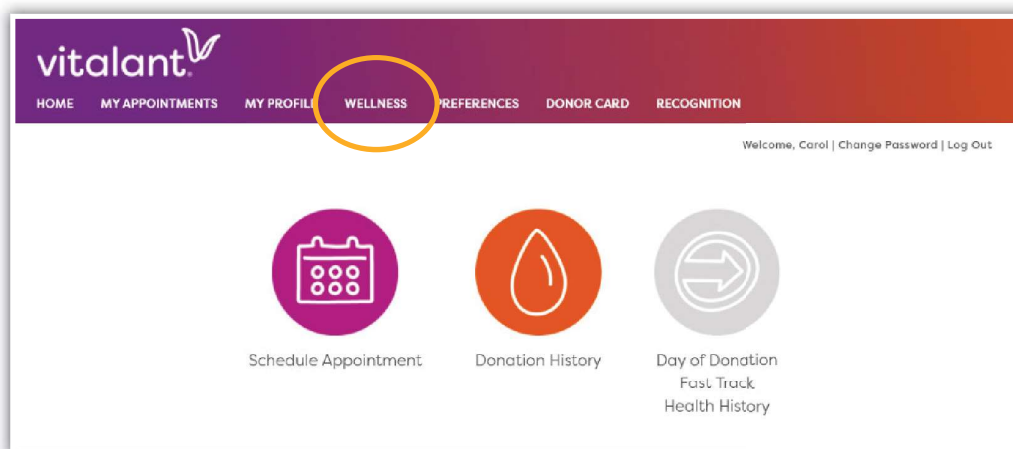 vitalant
HOME MY APPOINTMENTS MY PROFILE WELLNESS PREFERENCES DONOR CARD RECOGNITION
Welcome, Carol | Change Password | Log Out
Schedule Appointment
Donation History
Day of Donation
Fast Track
Health History